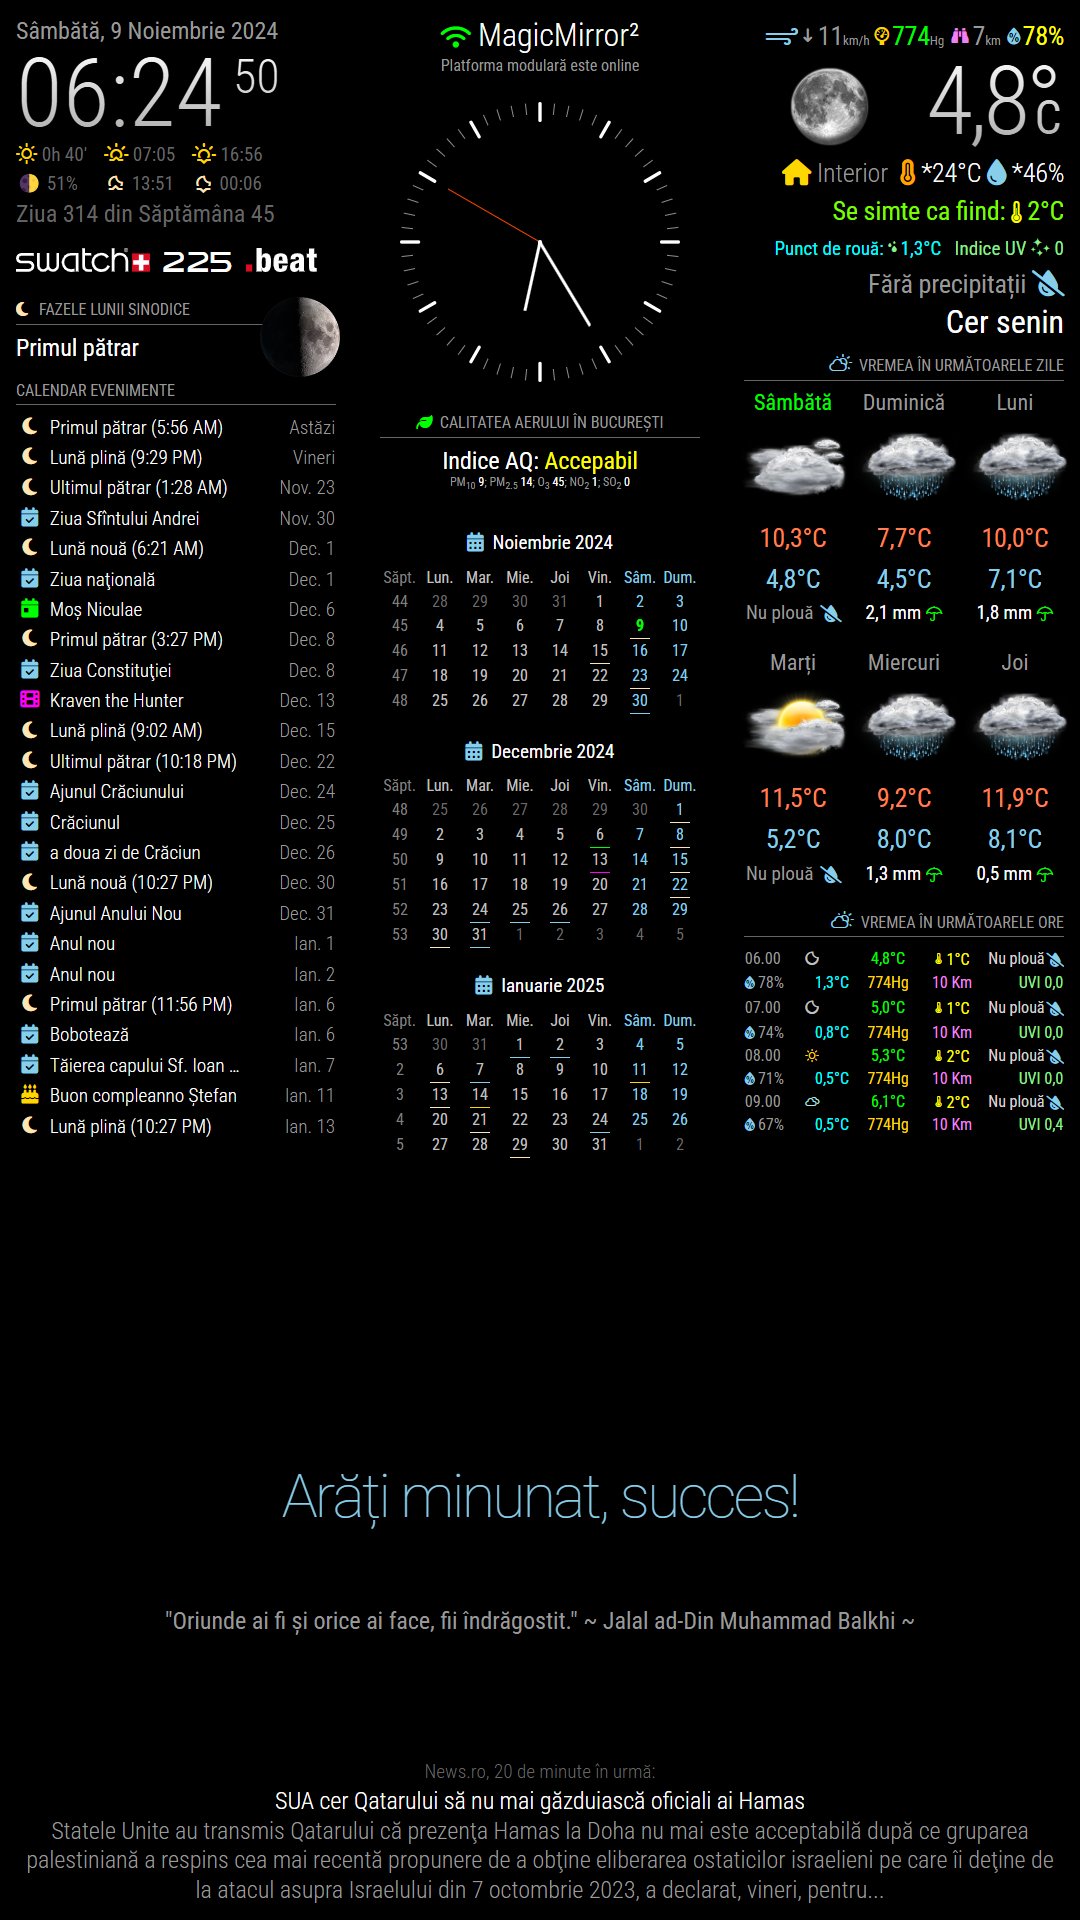 Sâmbătă, 9 Noiembrie 2024
06:24 50
0h 40' 07:05 16:56
51% 13:51 00:06
Ziua 314 din Săptămâna 45
swatch 225 .beat
FAZELE LUNII SINODICE
Primul pătrar
CALENDAR EVENIMENTE
Primul pătrar (5:56 AM) Astăzi
Lună plină (9:29 PM) Vineri
Ultimul pătrar (1:28 AM) Nov. 23
Ziua Sfîntului Andrei Nov. 30
Lună nouă (6:21 AM) Dec. 1
Ziua naţională Dec. 1
Moș Niculae Dec. 6
Primul pătrar (3:27 PM) Dec. 8
Ziua Constituţiei Dec. 8
Kraven the Hunter Dec. 13
Lună plină (9:02 AM) Dec. 15
Ultimul pătrar (10:18 PM) Dec. 22
Ajunul Crăciunului Dec. 24
Crăciunul Dec. 25
a doua zi de Crăciun Dec. 26
Lună nouă (10:27 PM) Dec. 30
Ajunul Anului Nou Dec. 31
Anul nou Ian. 1
Anul nou Ian. 2
Primul pătrar (11:56 PM) Ian. 6
Bobotează Ian. 6
Tăierea capului Sf. Ioan ... Ian. 7
Buon compleanno Ștefan Ian. 11
Lună plină (10:27 PM) Ian. 13
MagicMirror²
Platforma modulară este online
CALITATEA AERULUI ÎN BUCUREȘTI
Indice AQ: Accepabil
PM10 9; PM2.5 14; O3 45; NO2 1; SO2 0
Noiembrie 2024
Săpt. Lun. Mar. Mie. Joi Vin. Sâm. Dum.
44 28 29 30 31 1 2 3
45 4 5 6 7 8 9 10
46 11 12 13 14 15 16 17
47 18 19 20 21 22 23 24
48 25 26 27 28 29 30 1
Decembrie 2024
Săpt. Lun. Mar. Mie. Joi Vin. Sâm. Dum.
48 25 26 27 28 29 30 1
49 2 3 4 5 6 7 8
50 9 10 11 12 13 14 15
51 16 17 18 19 20 21 22
52 23 24 25 26 27 28 29
53 30 31 1 2 3 4 5
Ianuarie 2025
Săpt. Lun. Mar. Mie. Joi Vin. Sâm. Dum.
53 30 31 1 2 3 4 5
2 6 7 8 9 10 11 12
3 13 14 15 16 17 18 19
4 20 21 22 23 24 25 26
5 27 28 29 30 31 1 2
11km/h 774Hg 7km 78%
4,8°C
Interior *24°C *46%
Se simte ca fiind: 2°C
Punct de rouă: 1,3°C Indice UV 0
Fără precipitații
Cer senin
VREMEA ÎN URMĂTOARELE ZILE
Sâmbătă Duminică Luni
10,3°C 7,7°C 10,0°C
4,8°C 4,5°C 7,1°C
Nu plouă 2,1 mm 1,8 mm
Marți Miercuri Joi
11,5°C 9,2°C 11,9°C
5,2°C 8,0°C 8,1°C
Nu plouă 1,3 mm 0,5 mm
VREMEA ÎN URMĂTOARELE ORE
06.00 4,8°C 1°C Nu plouă
78% 1,3°C 774Hg 10 Km UVI 0,0
07.00 5,0°C 1°C Nu plouă
74% 0,8°C 774Hg 10 Km UVI 0,0
08.00 5,3°C 2°C Nu plouă
71% 0,5°C 774Hg 10 Km UVI 0,0
09.00 6,1°C 2°C Nu plouă
67% 0,5°C 774Hg 10 Km UVI 0,4
Arăți minunat, succes!
"Oriunde ai fi și orice ai face, fii îndrăgostit." ~ Jalal ad-Din Muhammad Balkhi ~
News.ro, 20 de minute în urmă:
SUA cer Qatarului să nu mai găzduiască oficiali ai Hamas
Statele Unite au transmis Qatarului că prezenţa Hamas la Doha nu mai este acceptabilă după ce gruparea
palestiniană a respins cea mai recentă propunere de a obţine eliberarea ostaticilor israelieni pe care îi deţine de
la atacul asupra Israelului din 7 octombrie 2023, a declarat, vineri, pentru...